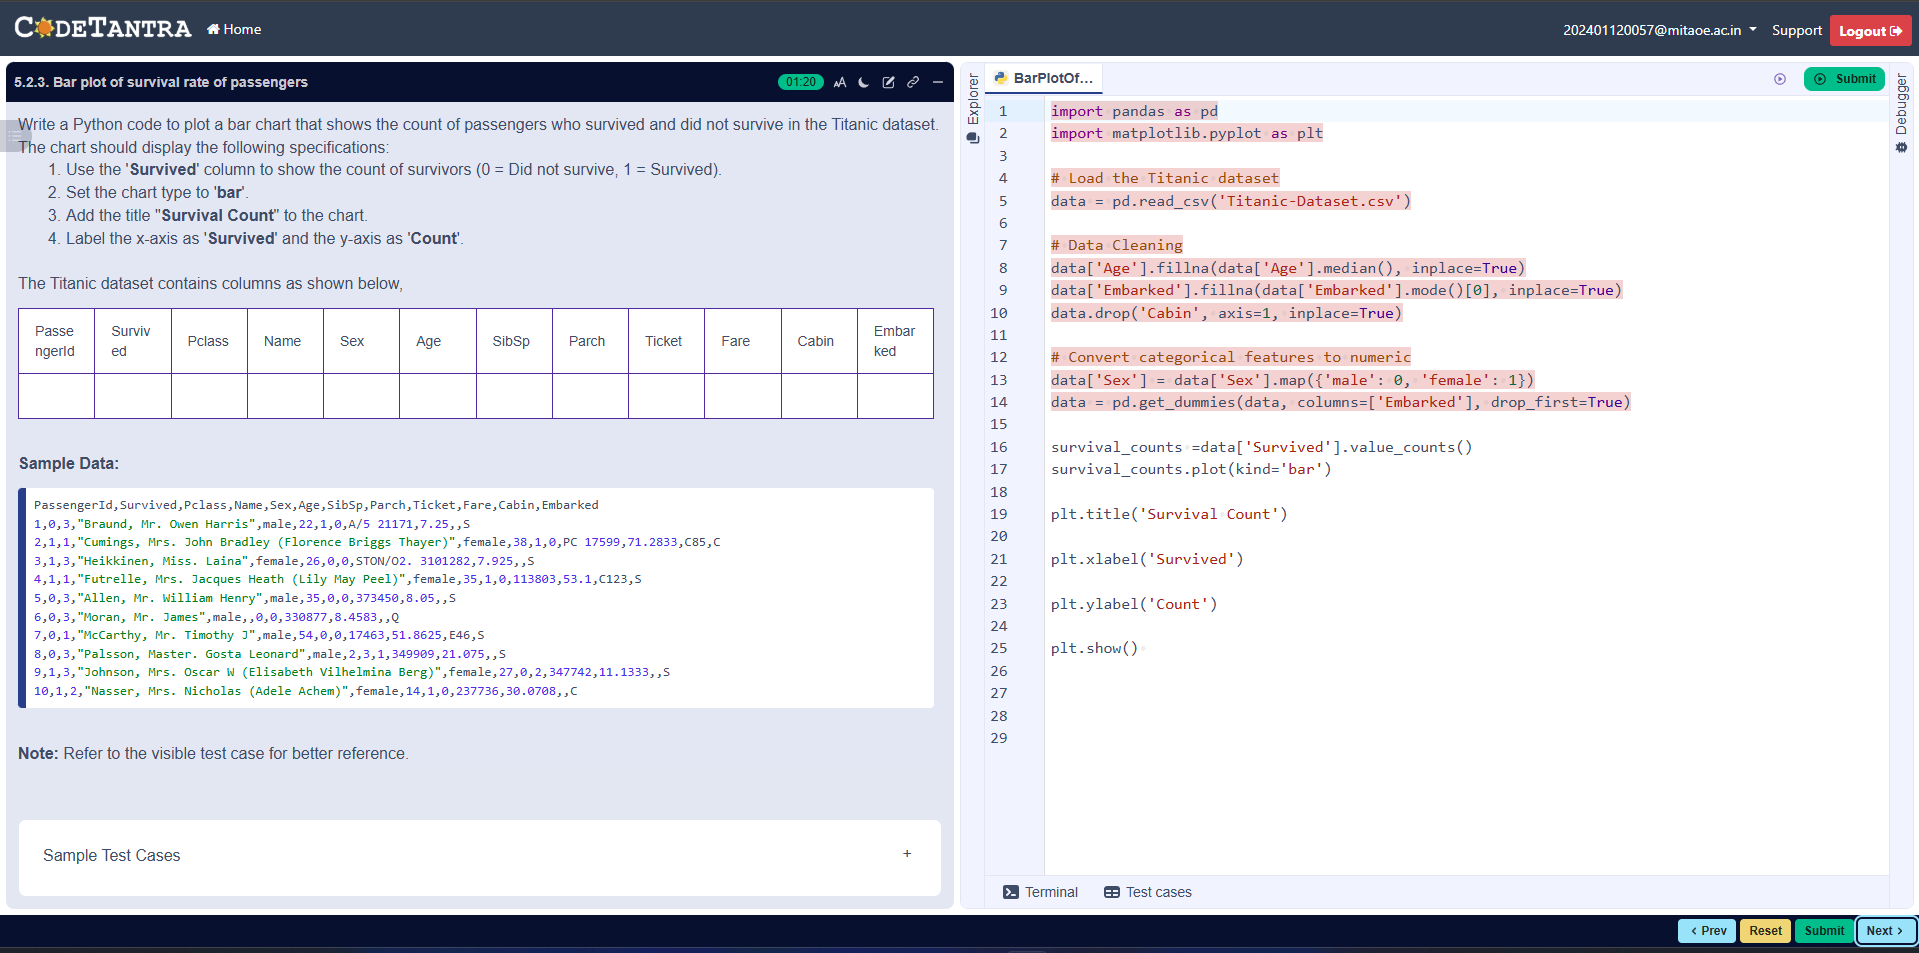 CODETANTRA
Home
202401120057@mitaoe.ac.in
Support
Logout
5.2.3. Bar plot of survival rate of passengers
01:20
AA
Write a Python code to plot a bar chart that shows the count of passengers who survived and did not survive in the Titanic dataset.
The chart should display the following specifications:
1. Use the 'Survived' column to show the count of survivors (0 = Did not survive, 1 = Survived).
2. Set the chart type to 'bar'.
3. Add the title "Survival Count" to the chart.
4. Label the x-axis as 'Survived' and the y-axis as 'Count'.
The Titanic dataset contains columns as shown below,
Passe
ngerId
Surviv
ed
Pclass
Name
Sex
Age
SibSp
Parch
Ticket
Fare
Cabin
Embar
ked
Sample Data:
PassengerId,Survived,Pclass,Name,Sex,Age,SibSp,Parch,Ticket,Fare,Cabin,Embarked
1,0,3,"Braund, Mr. Owen Harris",male,22,1,0,A/5 21171,7.25,,S
2,1,1,"Cumings, Mrs. John Bradley (Florence Briggs Thayer)",female,38,1,0,PC 17599,71.2833,C85,C
3,1,3,"Heikkinen, Miss. Laina",female,26,0,0,STON/O2. 3101282,7.925,,S
4,1,1,"Futrelle, Mrs. Jacques Heath (Lily May Peel)",female,35,1,0,113803,53.1,C123,S
5,0,3,"Allen, Mr. William Henry",male,35,0,0,373450,8.05,,S
6,0,3,"Moran, Mr. James",male,,0,0,330877,8.4583,,Q
7,0,1,"McCarthy, Mr. Timothy J",male,54,0,0,17463,51.8625,E46,S
8,0,3,"Palsson, Master. Gosta Leonard",male,2,3,1,349909,21.075,,S
9,1,3,"Johnson, Mrs. Oscar W (Elisabeth Vilhelmina Berg)",female,27,0,2,347742,11.1333,,S
10,1,2,"Nasser, Mrs. Nicholas (Adele Achem)",female,14,1,0,237736,30.0708,,C
Note: Refer to the visible test case for better reference.
Sample Test Cases
+
Explorer
BarPlotOf...
Submit
Debugger
1 import pandas as pd
2 import matplotlib.pyplot as plt
3
4 # Load the Titanic dataset
5 data = pd.read_csv('Titanic-Dataset.csv')
6
7 # Data Cleaning
8 data['Age'].fillna(data['Age'].median(), inplace=True)
9 data['Embarked'].fillna(data['Embarked'].mode()[0], inplace=True)
10 data.drop('Cabin', axis=1, inplace=True)
11
12 # Convert categorical features to numeric
13 data['Sex'] = data['Sex'].map({'male': 0, 'female': 1})
14 data = pd.get_dummies(data, columns=['Embarked'], drop_first=True)
15
16 survival_counts =data['Survived'].value_counts()
17 survival_counts.plot(kind='bar')
18
19 plt.title('Survival Count')
20
21 plt.xlabel('Survived')
22
23 plt.ylabel('Count')
24
25 plt.show()
26
27
28
29
Terminal
Test cases
< Prev
Reset
Submit
Next >